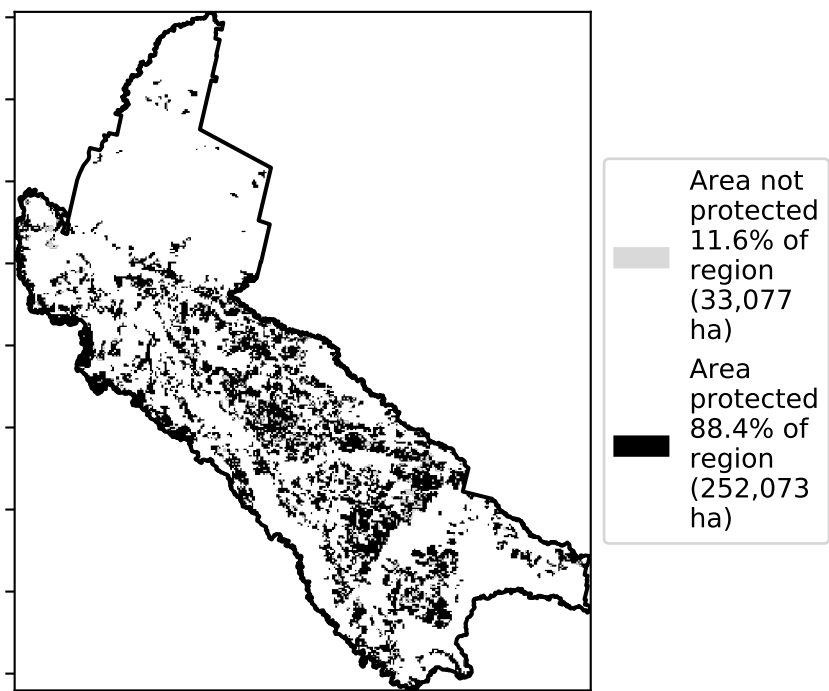 Area not
protected
11.6% of
region
(33,077
ha)
Area
protected
88.4% of
region
(252,073
ha)